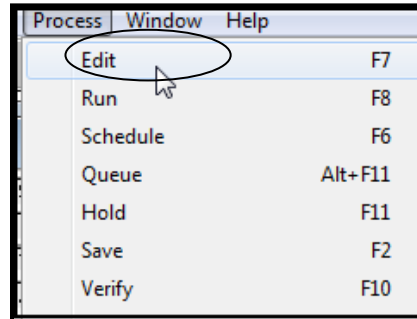 Process Window Help
Edit F7
Run F8
Schedule F6
Queue Alt+F11
Hold F11
Save F2
Verify F10